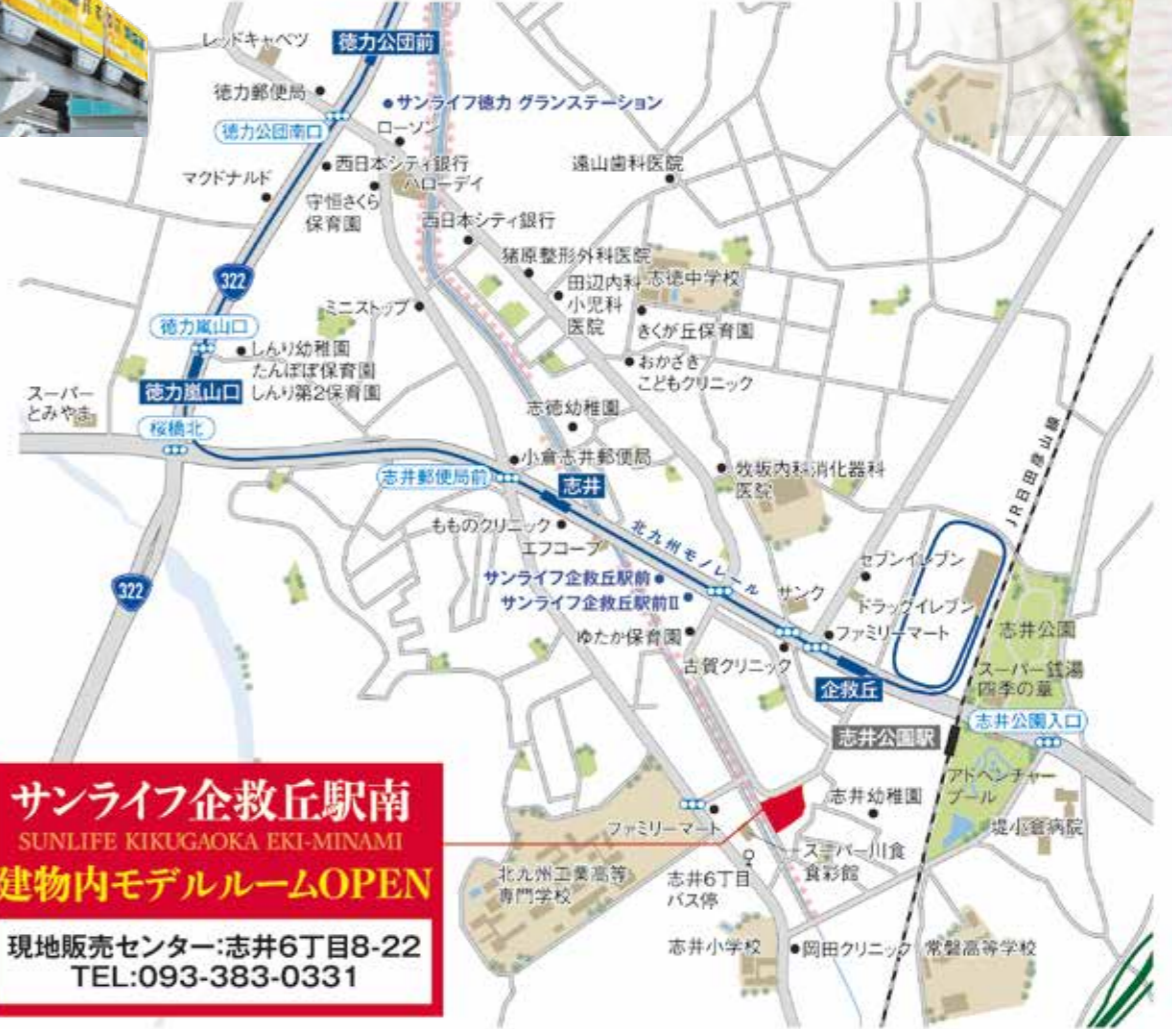 レッドキャベツ
徳力公団前
徳力郵便局
サンライフ徳力 グランステーション
徳力公団南口
ローソン
西日本シティ銀行
ハローデイ
マクドナルド
守恒さくら
保育園
遠山歯科医院
西日本シティ銀行
猪原整形外科医院
志徳中学校
322
田辺内科
小児科
医院
ミニストップ
きくが丘保育園
徳力嵐山口
しんり幼稚園
たんぽぽ保育園
しんり第2保育園
おかざき
こどもクリニック
スーパー
とみやま
徳力嵐山口
桜橋北
志徳幼稚園
小倉志井郵便局
志井郵便局前
志井
牧坂内科消化器科
医院
JR日田彦山線
もものクリニック
エフコープ
北九州モノレール
322
サンライフ企救丘駅前
サンライフ企救丘駅前II
セブンイレブン
サンク
ドラッグイレブン
ゆたか保育園
ファミリーマート
志井公園
古賀クリニック
企救丘
スーパー銭湯
四季の薫
志井公園入口
志井公園駅
アドベンチャー
プール
サンライフ企救丘駅南
SUNLIFE KIKUGAOKA EKI-MINAMI
建物内モデルルームOPEN
現地販売センター:志井6丁目8-22
TEL:093-383-0331
志井幼稚園
ファミリーマート
堤小倉病院
スーパー川食
食彩館
北九州工業高等
専門学校
志井6丁目
バス停
志井小学校
岡田クリニック
常磐高等学校